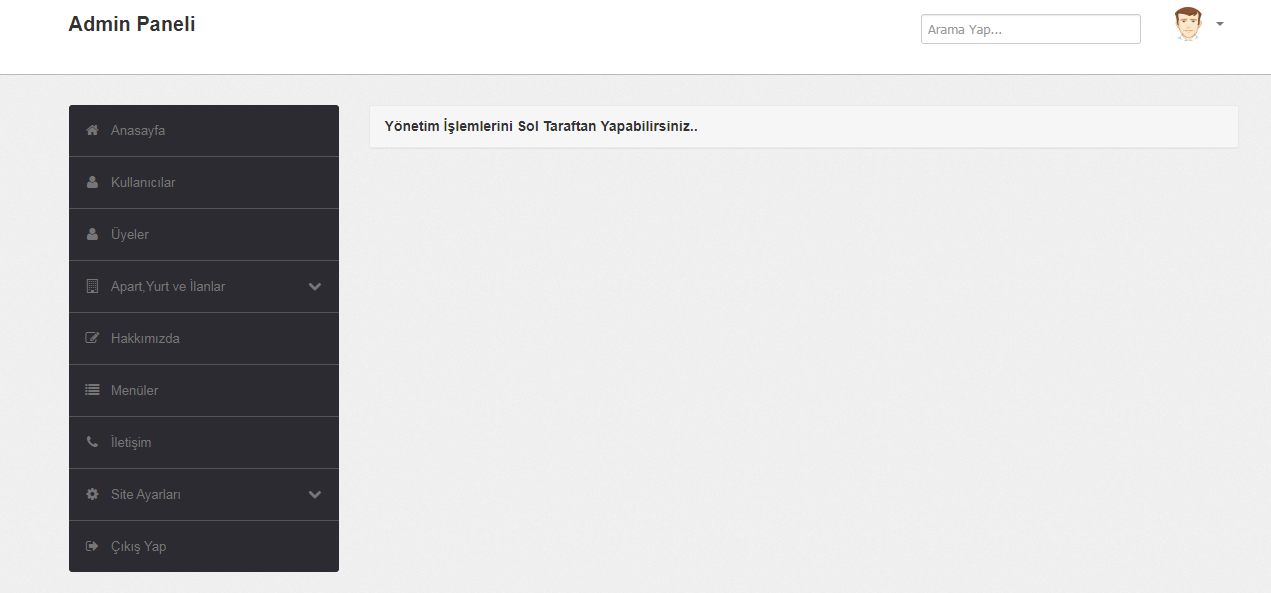 Admin Paneli
Arama Yap...
Anasayfa
Kullanıcılar
Üyeler
Apart,Yurt ve İlanlar
Hakkımızda
Menüler
İletişim
Site Ayarları
Çıkış Yap
Yönetim İşlemlerini Sol Taraftan Yapabilirsiniz..